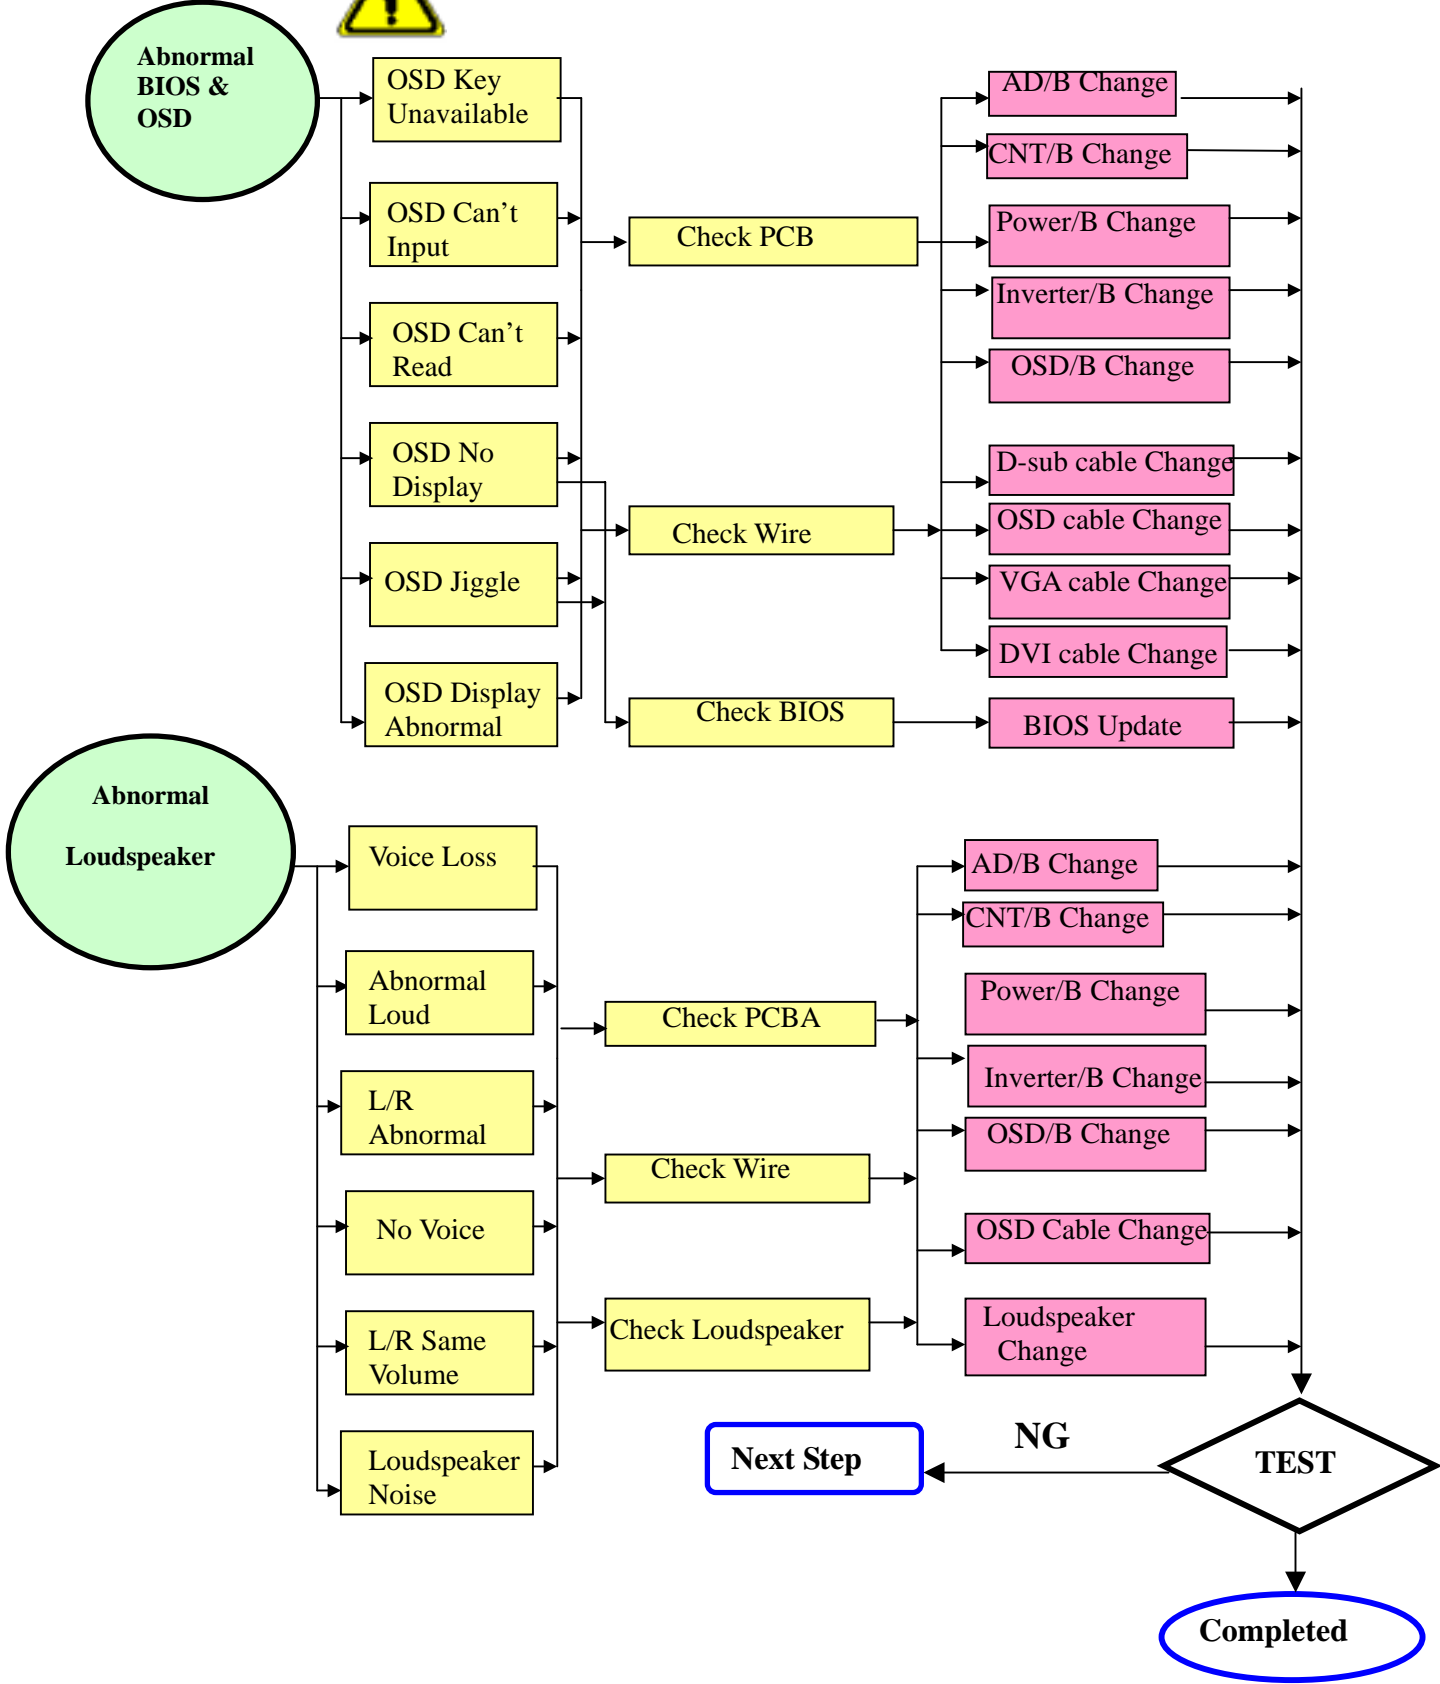 Abnormal
BIOS &
OSD
OSD Key
Unavailable
OSD Can't
Input
OSD Can't
Read
OSD No
Display
OSD Jiggle
OSD Display
Abnormal
Check PCB
Check Wire
Check BIOS
AD/B Change
CNT/B Change
Power/B Change
Inverter/B Change
OSD/B Change
D-sub cable Change
OSD cable Change
VGA cable Change
DVI cable Change
BIOS Update
Abnormal
Loudspeaker
Voice Loss
Abnormal
Loud
L/R
Abnormal
No Voice
L/R Same
Volume
Loudspeaker
Noise
Check PCBA
Check Wire
Check Loudspeaker
AD/B Change
CNT/B Change
Power/B Change
Inverter/B Change
OSD/B Change
OSD Cable Change
Loudspeaker
Change
TEST
NG
Next Step
Completed